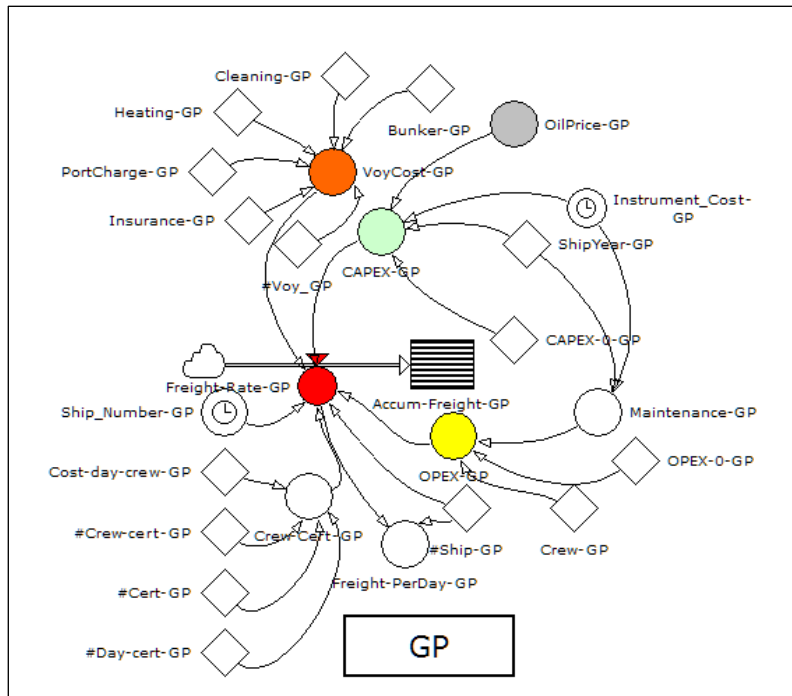 Cleaning-GP
Heating-GP
Bunker-GP
OilPrice-GP
PortCharge-GP
VoyCost-GP
Insurance-GP
Instrument_Cost-
GP
ShipYear-GP
#Voy_GP
CAPEX-GP
CAPEX-0-GP
Freight-Rate-GP
Ship_Number-GP
Accum-Freight-GP
Maintenance-GP
Cost-day-crew-GP
OPEX-GP
OPEX-0-GP
#Crew-cert-GP
Crew-Cert-GP
#Ship-GP
Crew-GP
Freight-PerDay-GP
#Cert-GP
#Day-cert-GP
GP